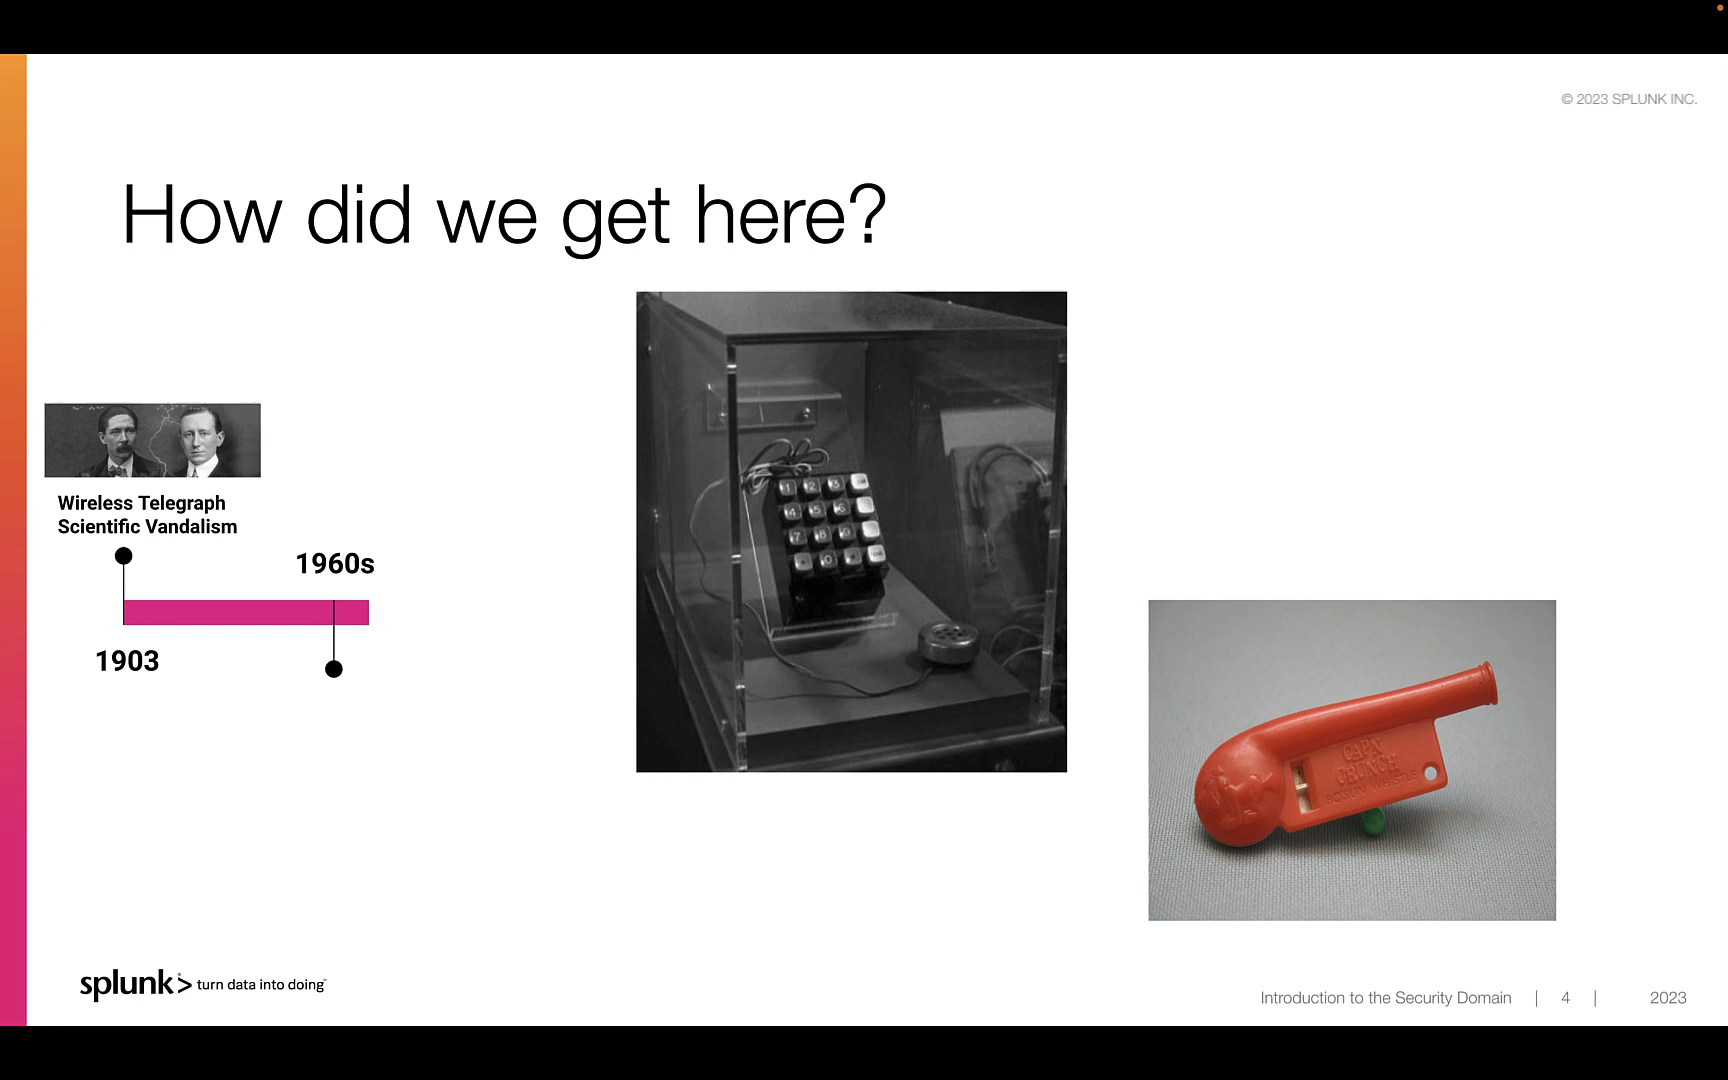 © 2023 SPLUNK INC.
How did we get here?
Wireless Telegraph
Scientific Vandalism
1960s
1903
CAP'N
CRUNCH
BOSUN WHISTLE
splunk> turn data into doing™
Introduction to the Security Domain | 4 | 2023